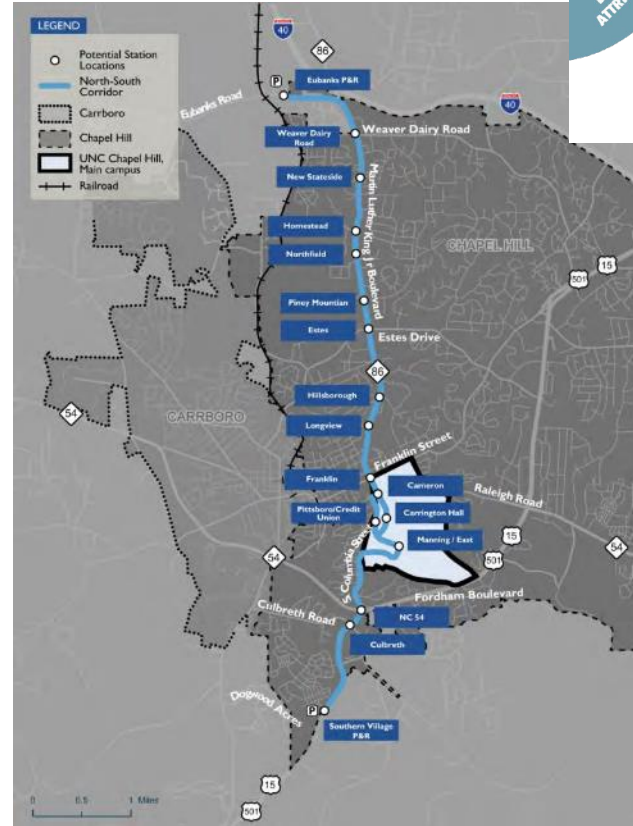 LEGEND
Potential Station
Locations
North-South
Corridor
Carrboro
Chapel Hill
UNC Chapel Hill,
Main campus
Railroad
40
86
P
Eubanks P&R
ATTRI
Eubanks Road
40
Weaver Dairy
Road
Weaver Dairy Road
New Stateside
Martin Luther King Jr Boulevard
Homestead
CHAPEL HILL
Northfield
15
501
Piney Mountian
Estes
Estes Drive
86
Hillsborough
54
CARRBORO
Longview
Franklin Street
Franklin
Cameron
Raleigh Road
Pittsboro/Credit
Union
Carrington Hall
Manning / East
15
501
54
54
S Columbia Street
Fordham Boulevard
Culbreth Road
NC 54
Culbreth
Dogwood Acres
P
Southern Village
P&R
15
501
0 0.5 1 Miles